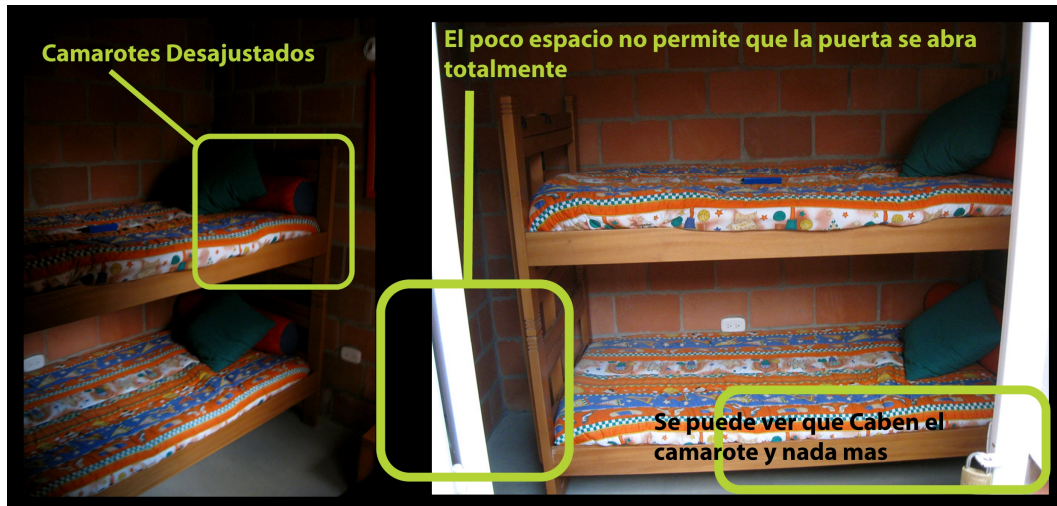 Camarotes Desajustados
El poco espacio no permite que la puerta se abra
totalmente
Se puede ver que Caben el
camarote y nada mas